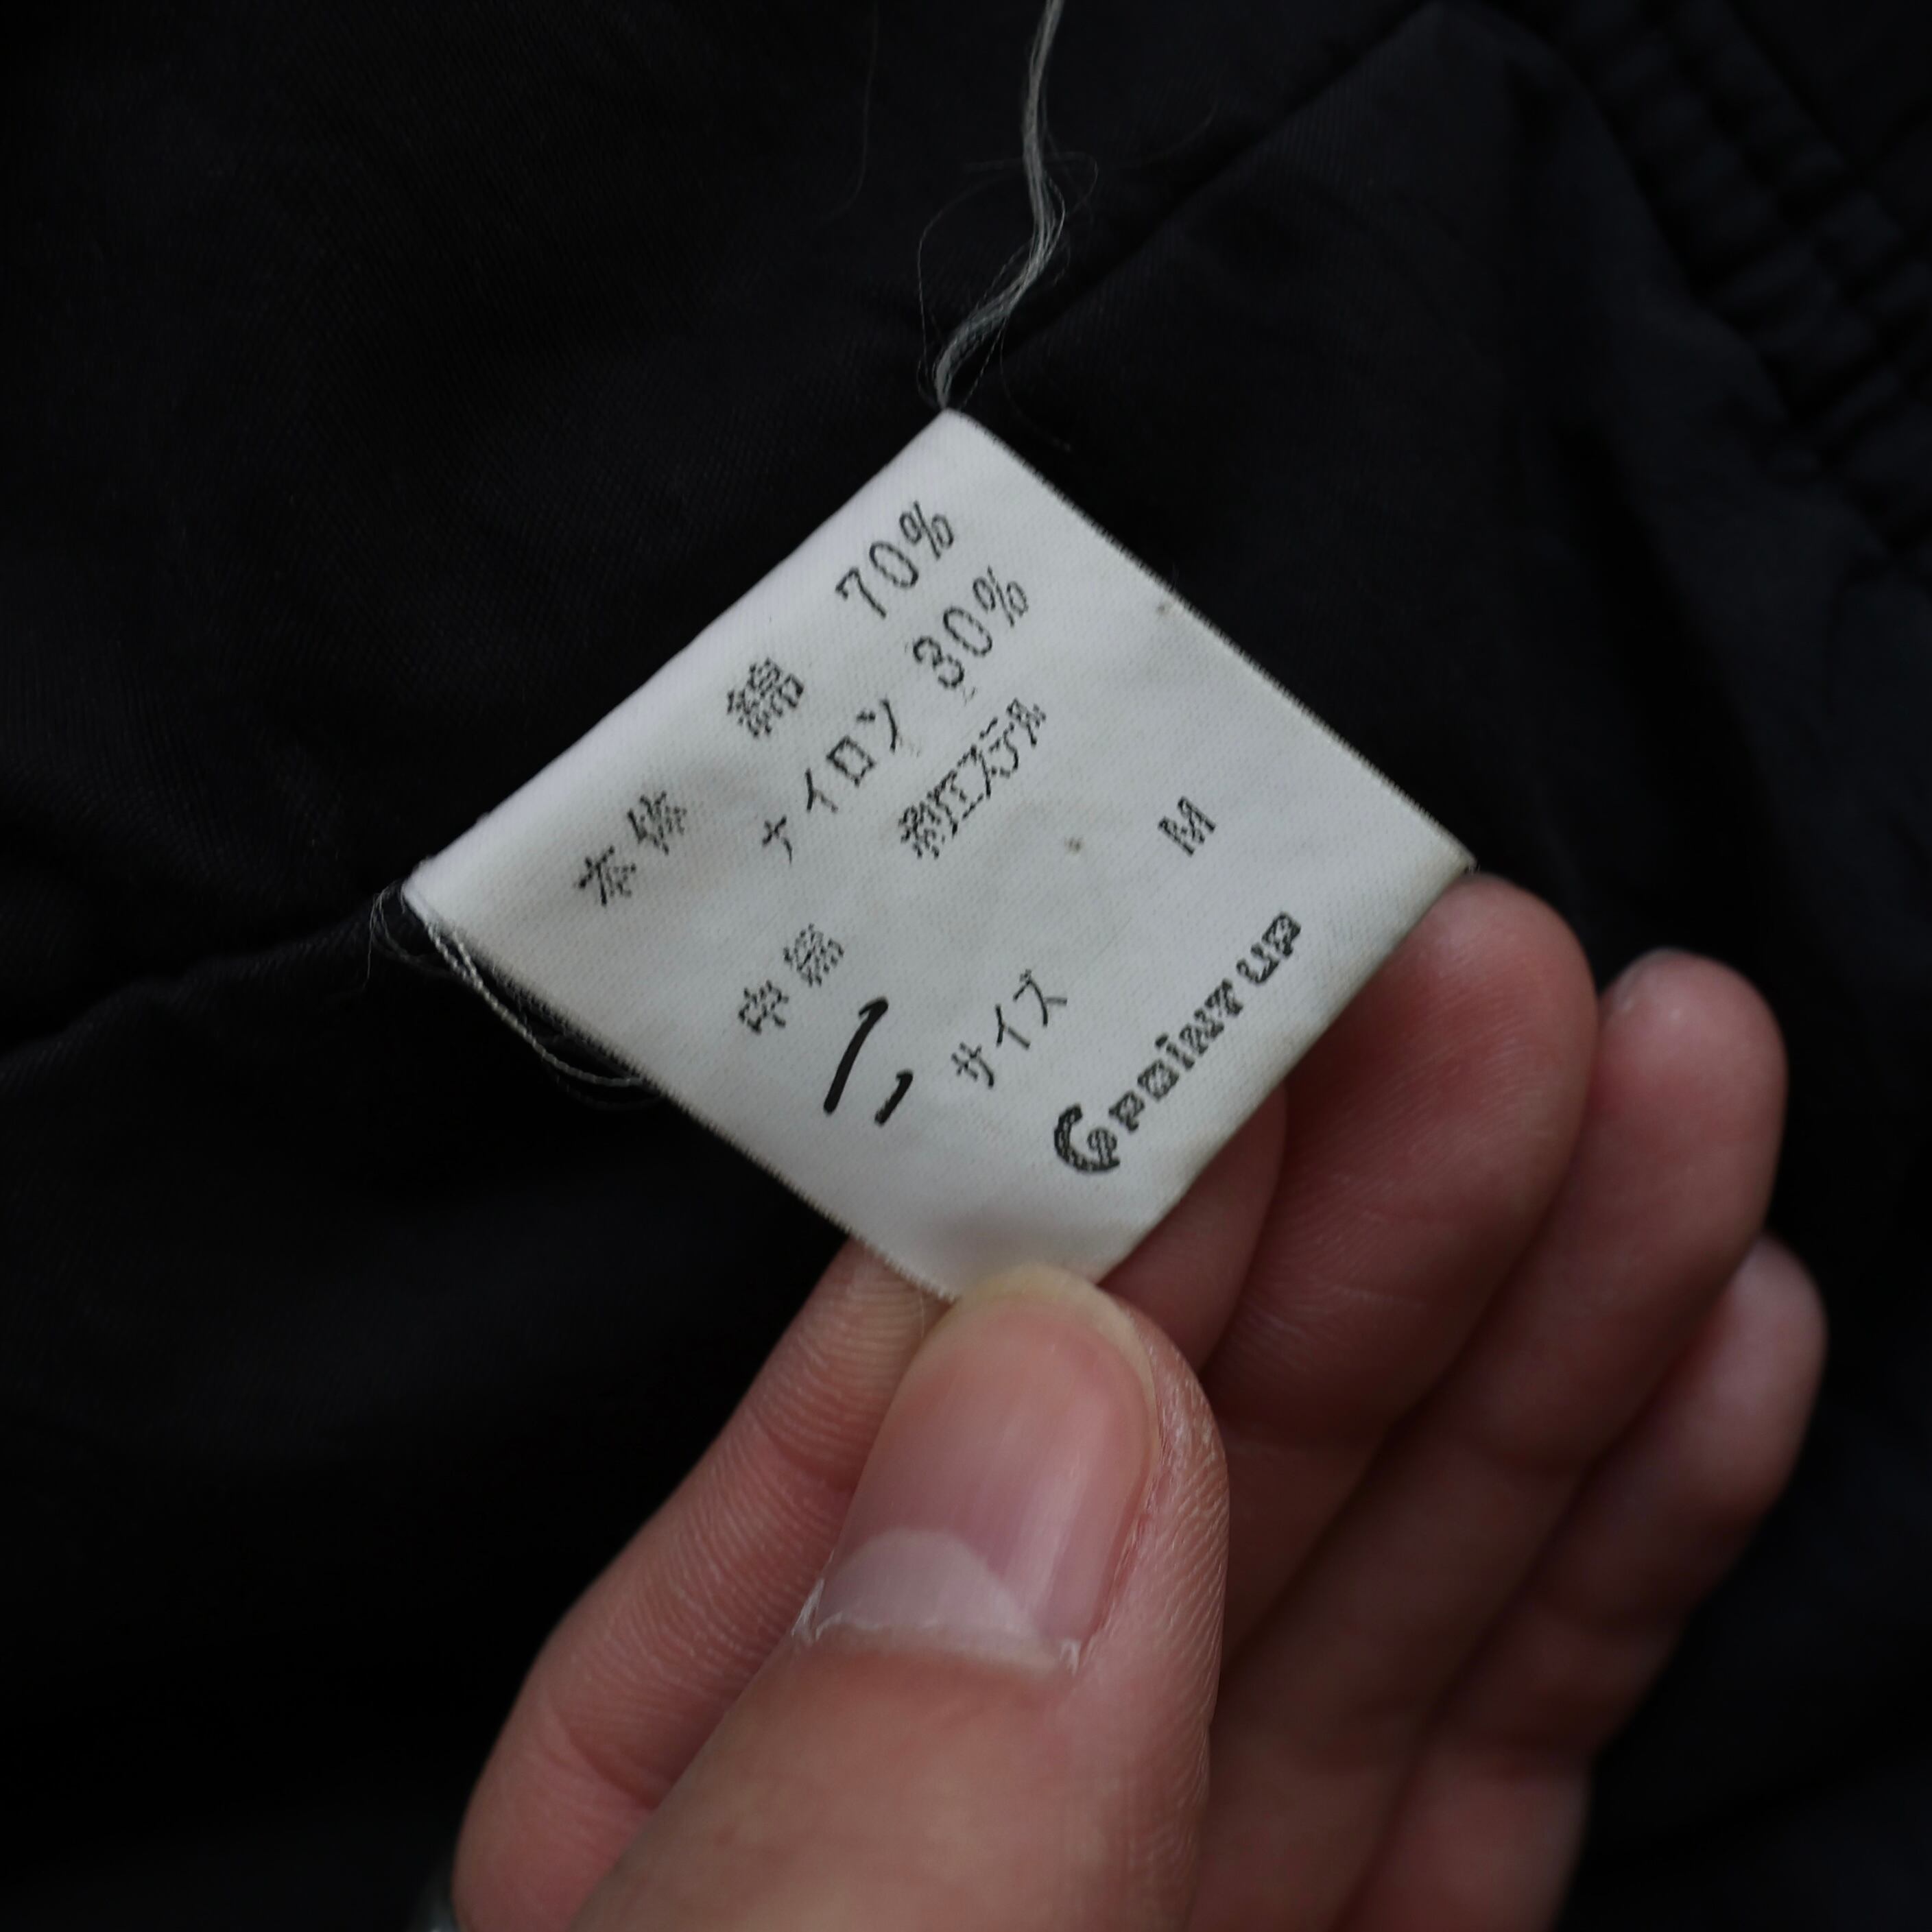 本体 綿 70%
ナイロン 30%
中綿 ポリエステル
サイズ M
G POINT UP